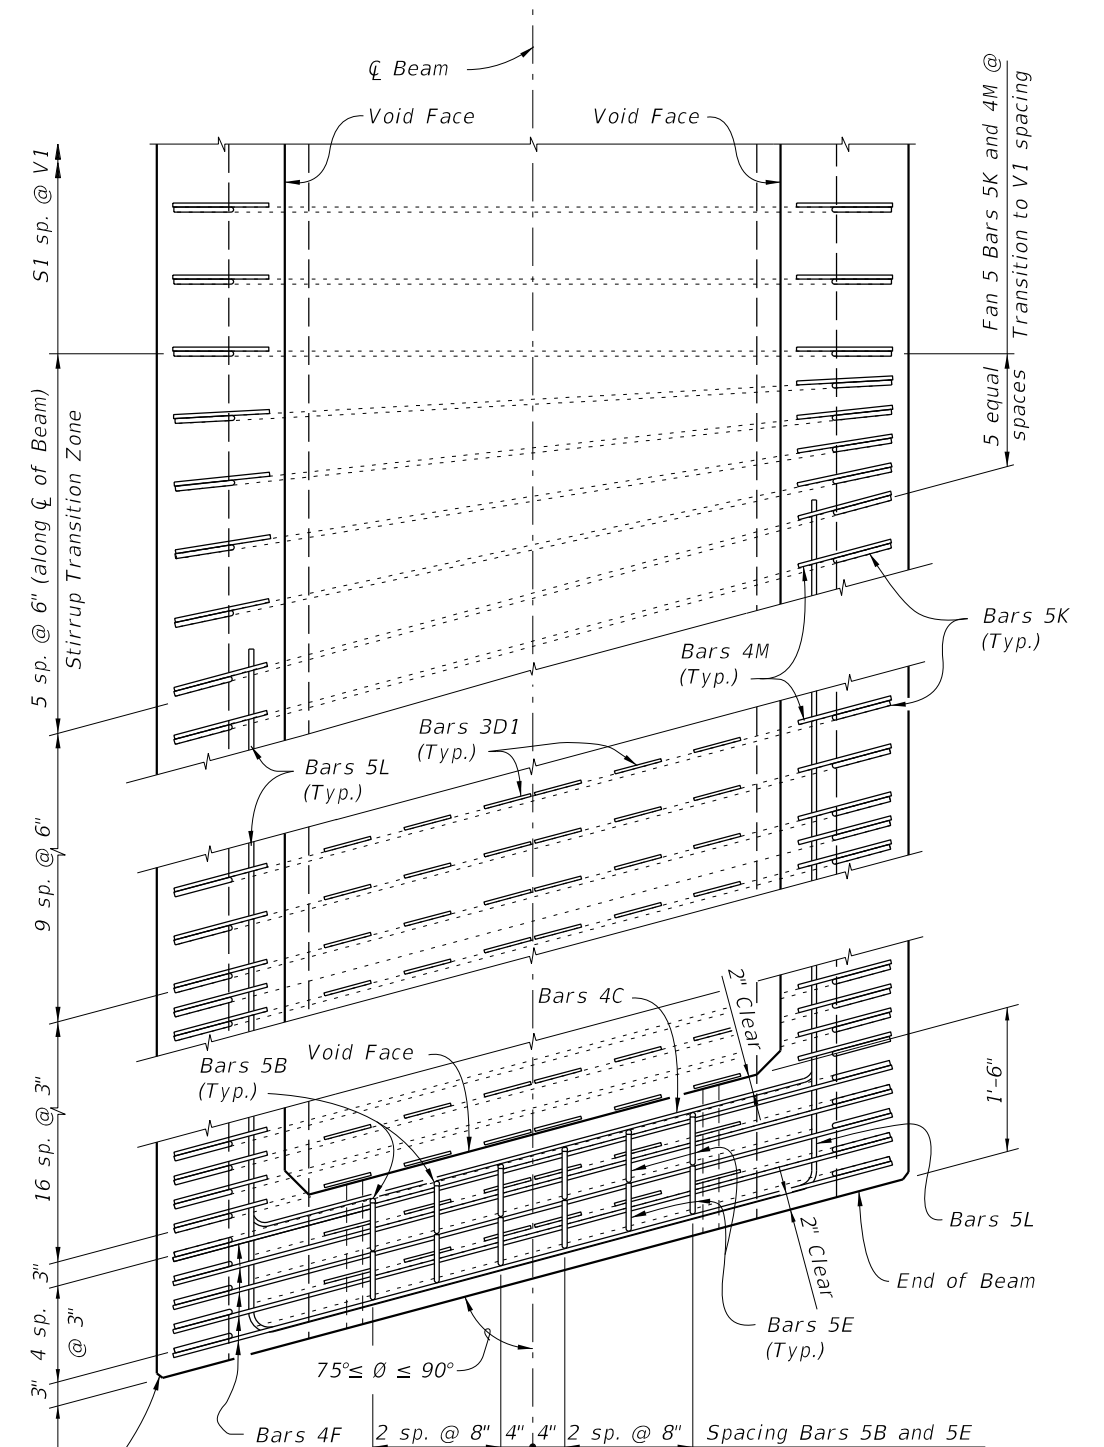 ℄ Beam
Void Face
Void Face
S1 sp. @ V1
Fan 5 Bars 5K and 4M @
Transition to V1 spacing
5 equal
spaces
5 sp. @ 6" (along ℄ of Beam)
Stirrup Transition Zone
Bars 5K
(Typ.)
Bars 4M
(Typ.)
Bars 3D1
(Typ.)
Bars 5L
(Typ.)
9 sp. @ 6"
Bars 4C
2" Clear
Void Face
Bars 5B
(Typ.)
1'-6"
16 sp. @ 3"
Bars 5L
2" Clear
End of Beam
3"
4 sp.
@ 3"
Bars 5E
(Typ.)
75°≤ Ø ≤ 90°
3"
Bars 4F
2 sp. @ 8"
4"
4"
2 sp. @ 8"
Spacing Bars 5B and 5E